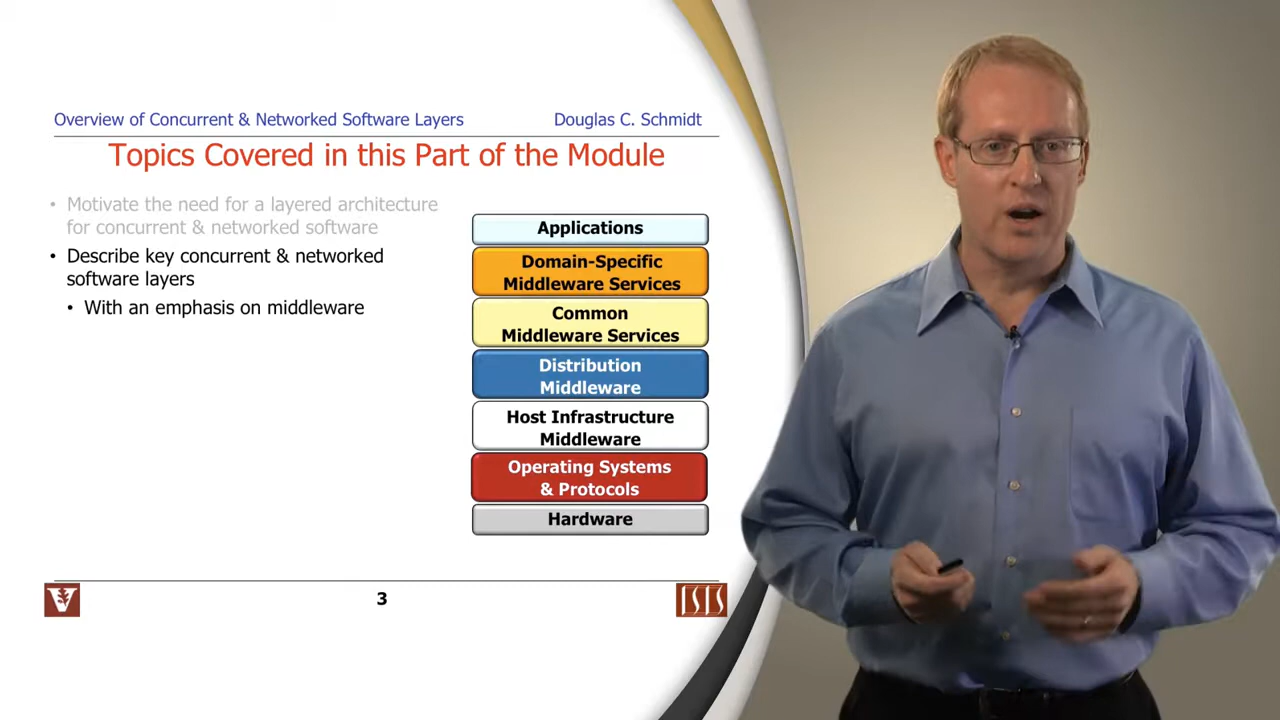 Overview of Concurrent & Networked Software Layers Douglas C. Schmidt
Topics Covered in this Part of the Module
• Motivate the need for a layered architecture
for concurrent & networked software
• Describe key concurrent & networked
software layers
• With an emphasis on middleware
Applications
Domain-Specific
Middleware Services
Common
Middleware Services
Distribution
Middleware
Host Infrastructure
Middleware
Operating Systems
& Protocols
Hardware
V
3
ISIS